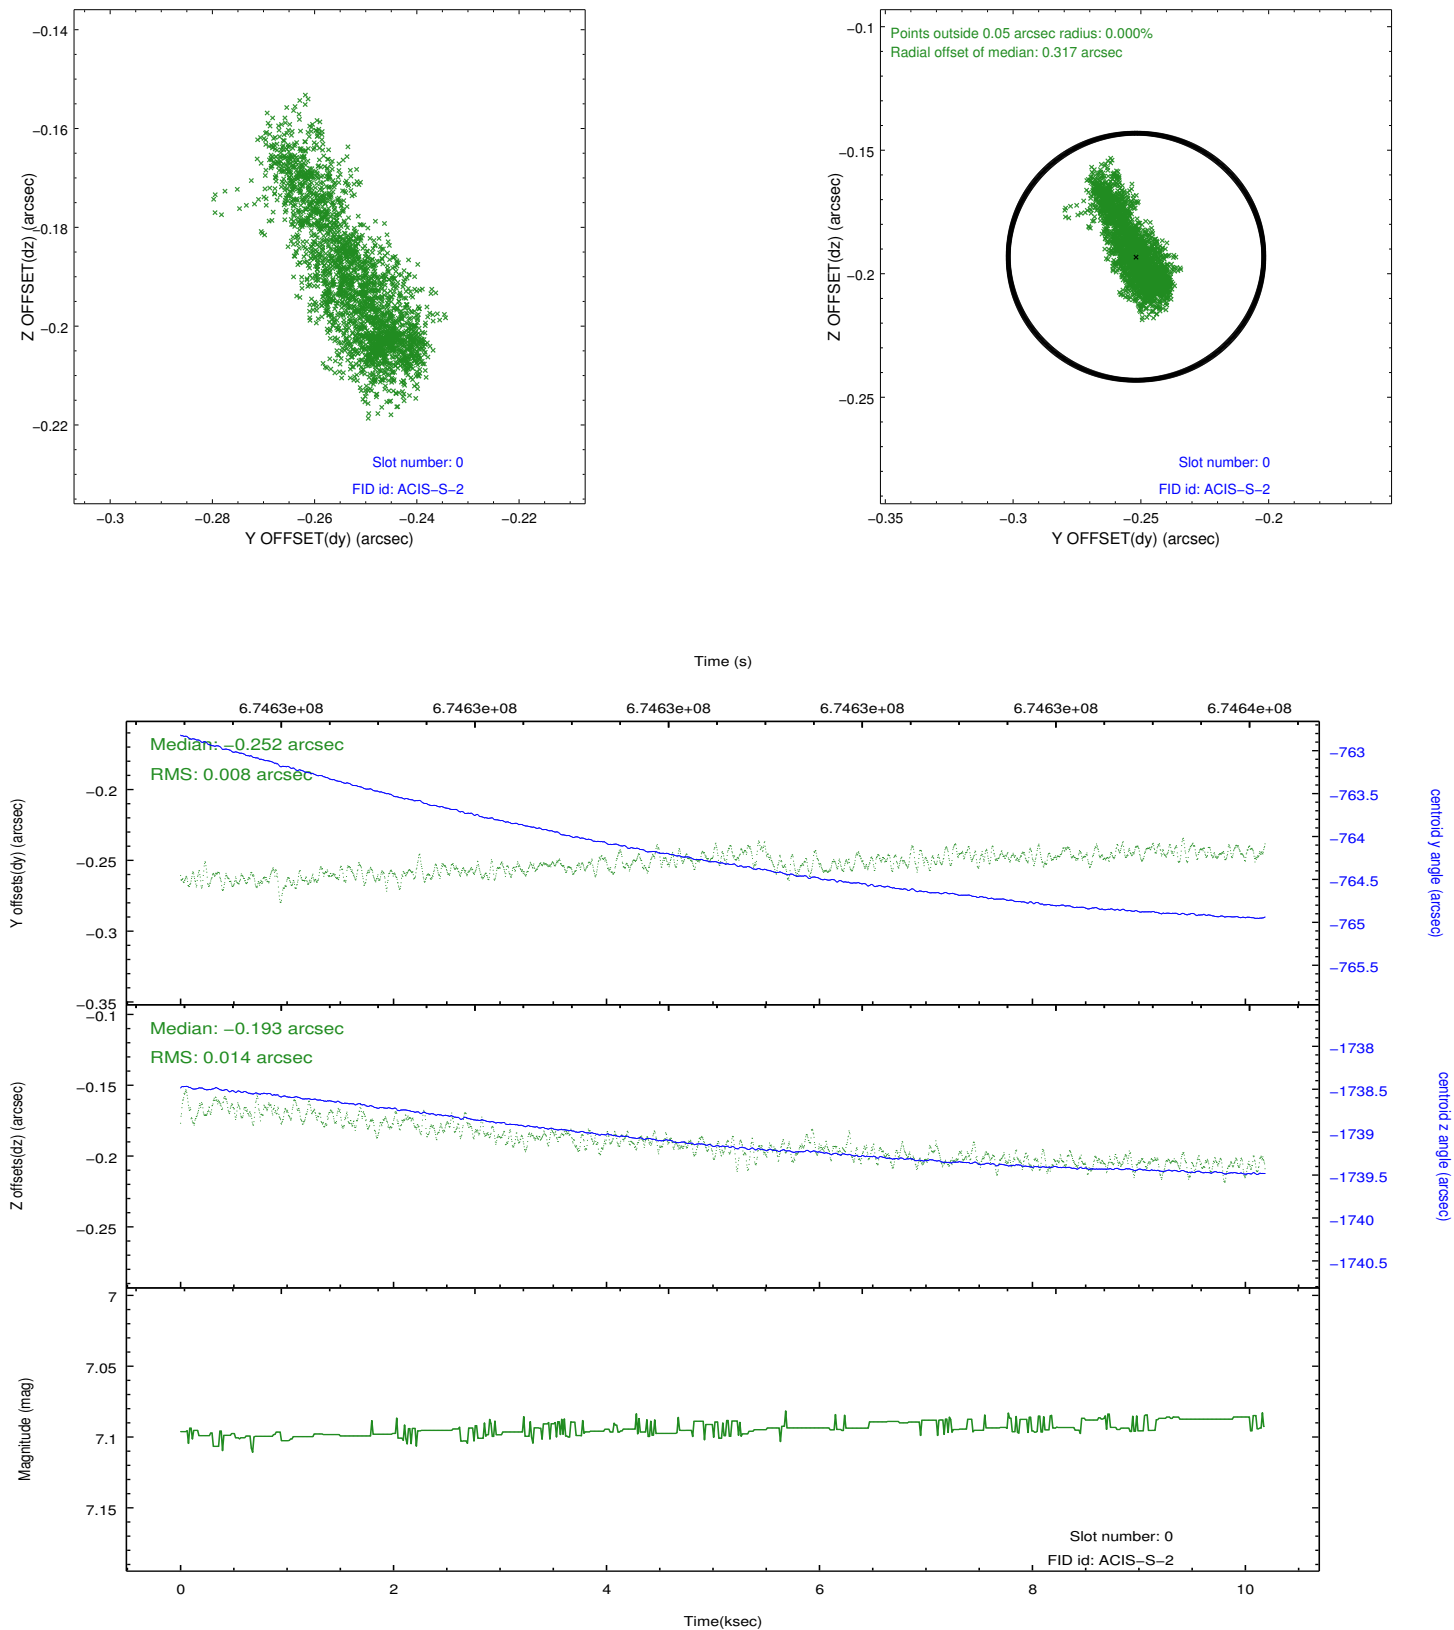 −0.14
−0.16
−0.18
−0.2
−0.22
Z OFFSET(dz) (arcsec)
Slot number: 0
FID id: ACIS−S−2
−0.3
−0.28
−0.26
−0.24
−0.22
Y OFFSET(dy) (arcsec)
Points outside 0.05 arcsec radius: 0.000%
Radial offset of median: 0.317 arcsec
−0.1
−0.15
−0.2
−0.25
Z OFFSET(dz) (arcsec)
Slot number: 0
FID id: ACIS−S−2
−0.35
−0.3
−0.25
−0.2
Y OFFSET(dy) (arcsec)
Time (s)
6.7463e+08
6.7463e+08
6.7463e+08
6.7463e+08
6.7463e+08
6.7464e+08
Median: −0.252 arcsec
RMS: 0.008 arcsec
−0.2
−0.25
−0.3
−0.35
Y offsets(dy) (arcsec)
−763
−763.5
−764
−764.5
−765
−765.5
centroid y angle (arcsec)
Median: −0.193 arcsec
RMS: 0.014 arcsec
−0.1
−0.15
−0.2
−0.25
Z offsets(dz) (arcsec)
−1738
−1738.5
−1739
−1739.5
−1740
−1740.5
centroid z angle (arcsec)
7
7.05
7.1
7.15
Magnitude (mag)
Slot number: 0
FID id: ACIS−S−2
0
2
4
6
8
10
Time(ksec)